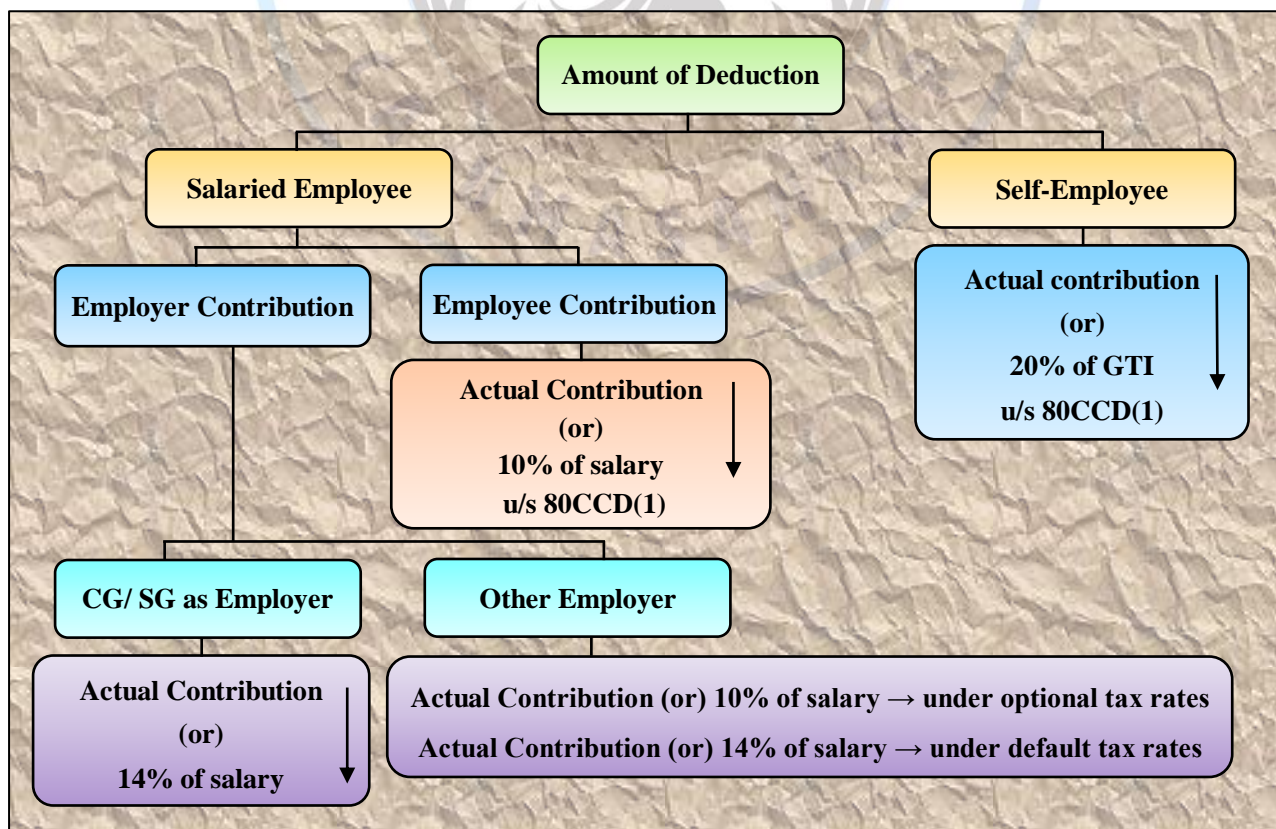 Amount of Deduction
Salaried Employee
Self-Employee
Employer Contribution
Employee Contribution
Actual contribution
(or)
20% of GTI
u/s 80CCD(1)
Actual Contribution
(or)
10% of salary
u/s 80CCD(1)
CG/ SG as Employer
Other Employer
Actual Contribution
(or)
14% of salary
Actual Contribution (or) 10% of salary → under optional tax rates
Actual Contribution (or) 14% of salary → under default tax rates